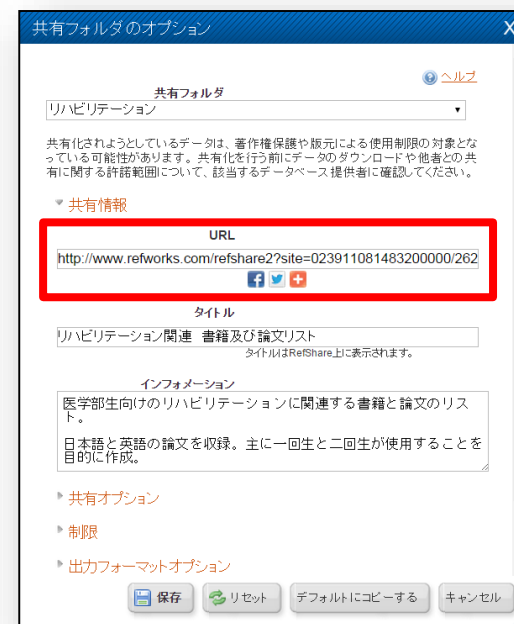 共有フォルダのオプション X
ヘルプ
共有フォルダ
リハビリテーション
共有化されようとしているデータは、著作権保護や版元による使用制限の対象とな
っている可能性があります。共有化を行う前にデータのダウンロードや他者との共
有に関する許諾範囲について、該当するデータベース提供者に確認してください。
共有情報
URL
http://www.refworks.com/refshare2?site=023911081483200000/262
タイトル
リハビリテーション関連 書籍及び論文リスト
タイトルはRefShare上に表示されます。
インフォメーション
医学部生向けのリハビリテーションに関連する書籍と論文のリス
ト。
日本語と英語の論文を収録。主に一回生と二回生が使用することを
目的に作成。
共有オプション
制限
出力フォーマットオプション
保存 リセット デフォルトにコピーする キャンセル